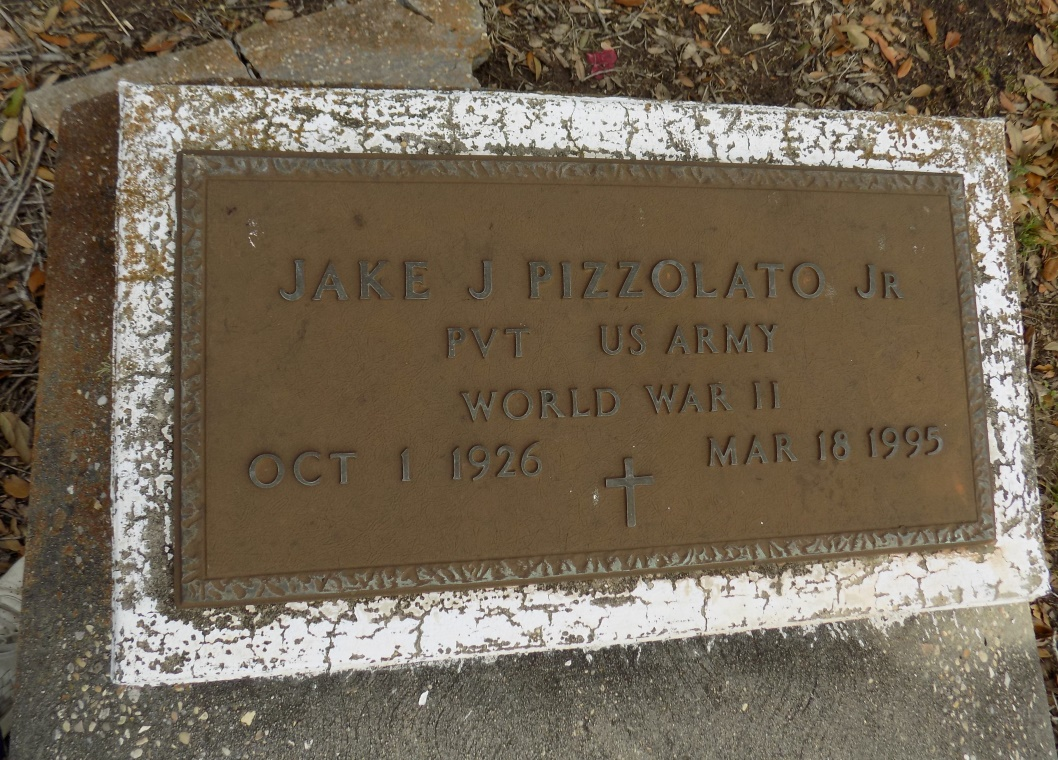 JAKE J PIZZOLATO JR
PVT US ARMY
WORLD WAR II
OCT 1 1926 MAR 18 1995